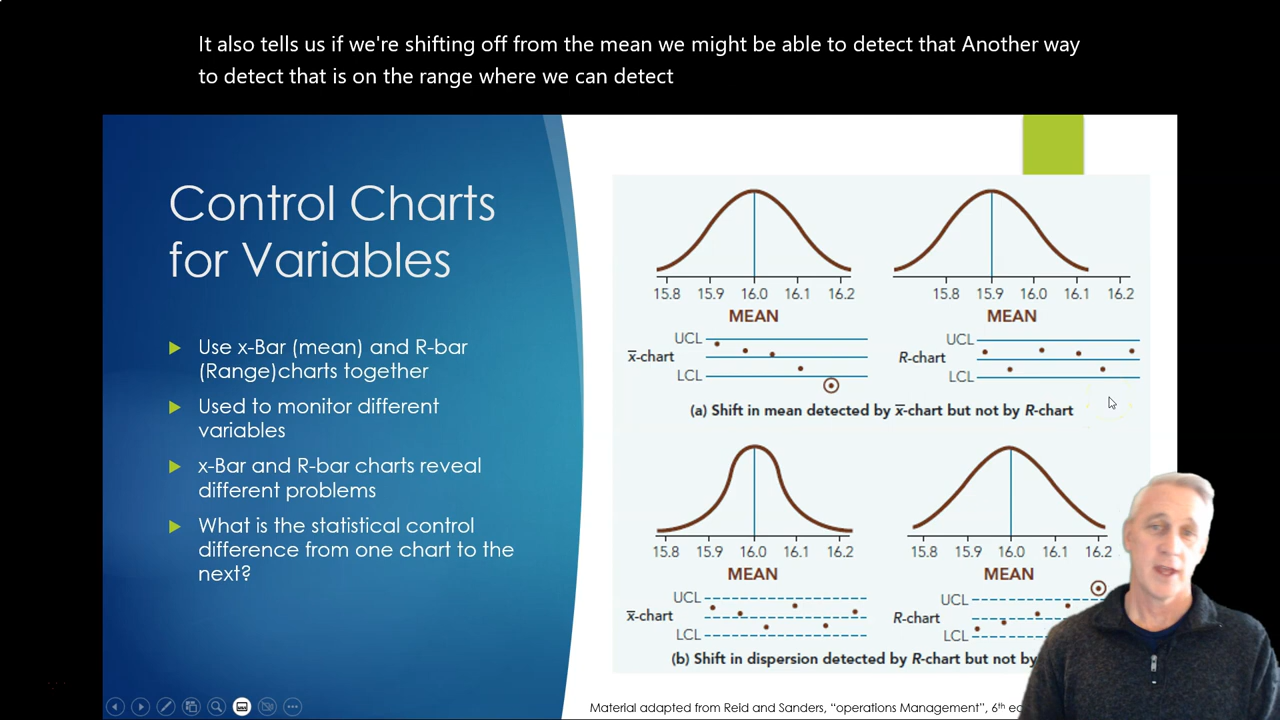 It also tells us if we're shifting off from the mean we might be able to detect that Another way
to detect that is on the range where we can detect
Control Charts
for Variables
▶ Use x-Bar (mean) and R-bar
(Range)charts together
▶ Used to monitor different
variables
▶ x-Bar and R-bar charts reveal
different problems
▶ What is the statistical control
difference from one chart to the
next?
15.8 15.9 16.0 16.1 16.2
MEAN
15.8 15.9 16.0 16.1 16.2
MEAN
UCL
x̅-chart
LCL
UCL
R-chart
LCL
(a) Shift in mean detected by x̅-chart but not by R-chart
15.8 15.9 16.0 16.1 16.2
MEAN
15.8 15.9 16.0 16.1 16.2
MEAN
UCL
x̅-chart
LCL
UCL
R-chart
LCL
(b) Shift in dispersion detected by R-chart but not by
Material adapted from Reid and Sanders, “operations Management”, 6th